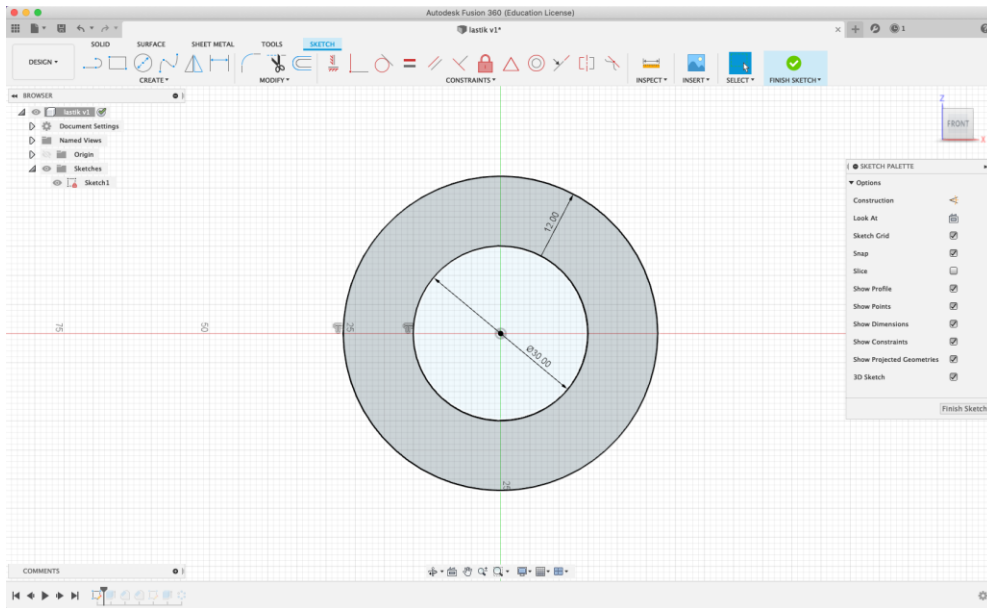 Autodesk Fusion 360 (Education License)
lastik v1*
1
SOLID SURFACE SHEET METAL TOOLS SKETCH
DESIGN
CREATE MODIFY CONSTRAINTS INSPECT INSERT SELECT FINISH SKETCH
BROWSER
lastik v1
Document Settings
Named Views
Origin
Sketches
Sketch1
Z
FRONT
X
SKETCH PALETTE
Options
Construction
Look At
Sketch Grid
Snap
Slice
Show Profile
Show Points
Show Dimensions
Show Constraints
Show Projected Geometries
3D Sketch
Finish Sketch
12.00
75 50 25
Ø30.00
25
COMMENTS